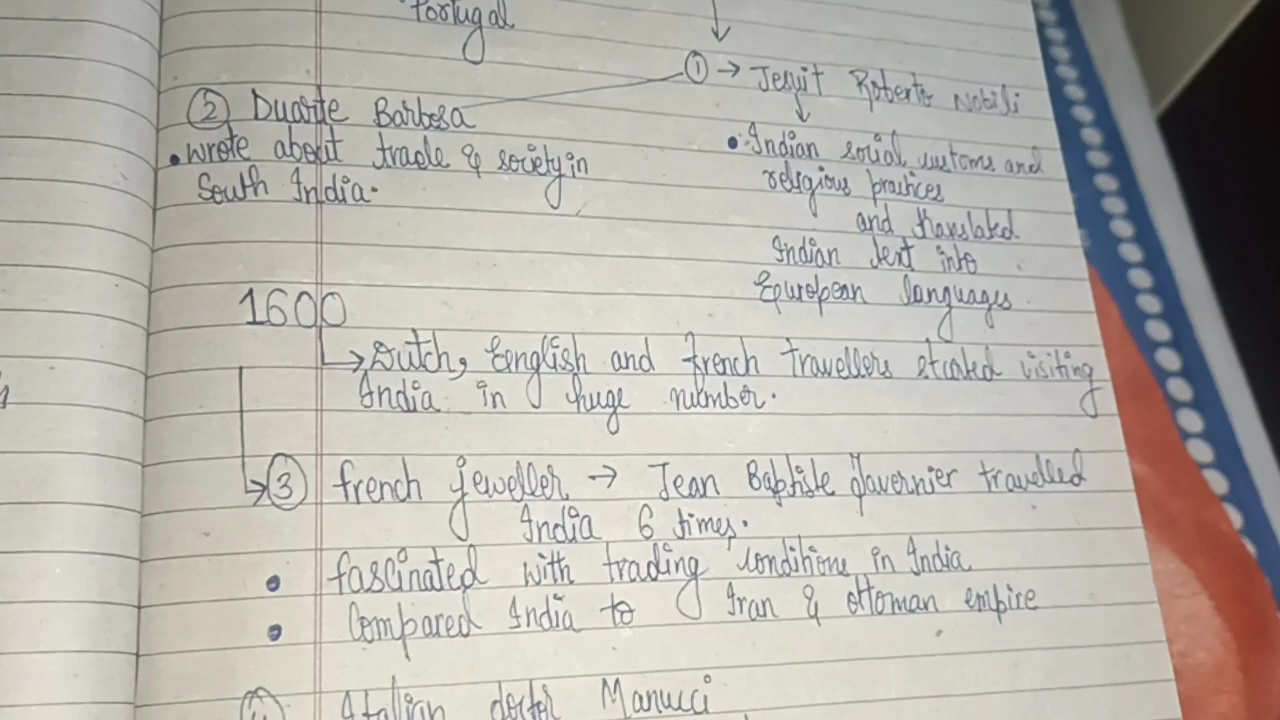 Portugal
① → Jesuit Roberto Nobili
② Duarte Barbosa
• wrote about trade & society in
South India.
• Indian social customs and
religious practices
and translated
Indian text into
Epuropean languages.
1600
→ Dutch, Eenglish and french travellers strated visiting
India in huge number.
→ ③ french jeweller → Jean Baptiste Tavernier travelled
India 6 times.
• fascinated with trading conditions in India
• Compared India to Iran & ottoman empire
Italian doctor Manucci